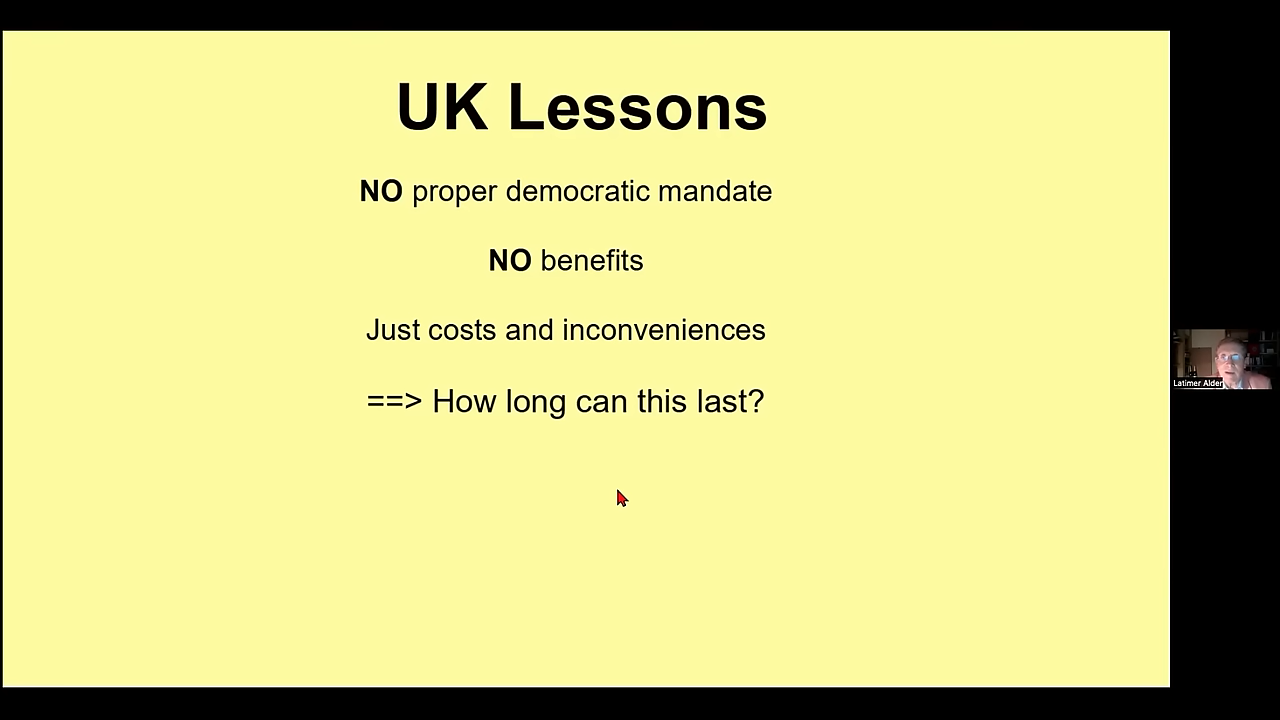 UK Lessons
NO proper democratic mandate
NO benefits
Just costs and inconveniences
==> How long can this last?
Latimer Alder